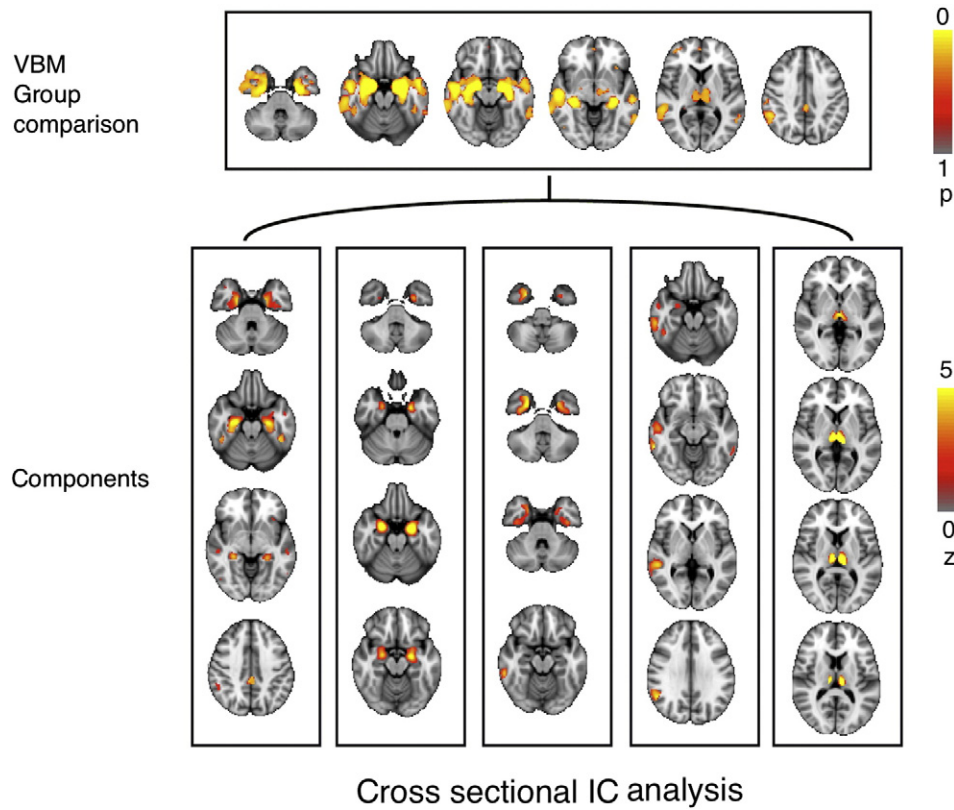 VBM
Group
comparison
0
1
p
Components
5
0
z
Cross sectional IC analysis